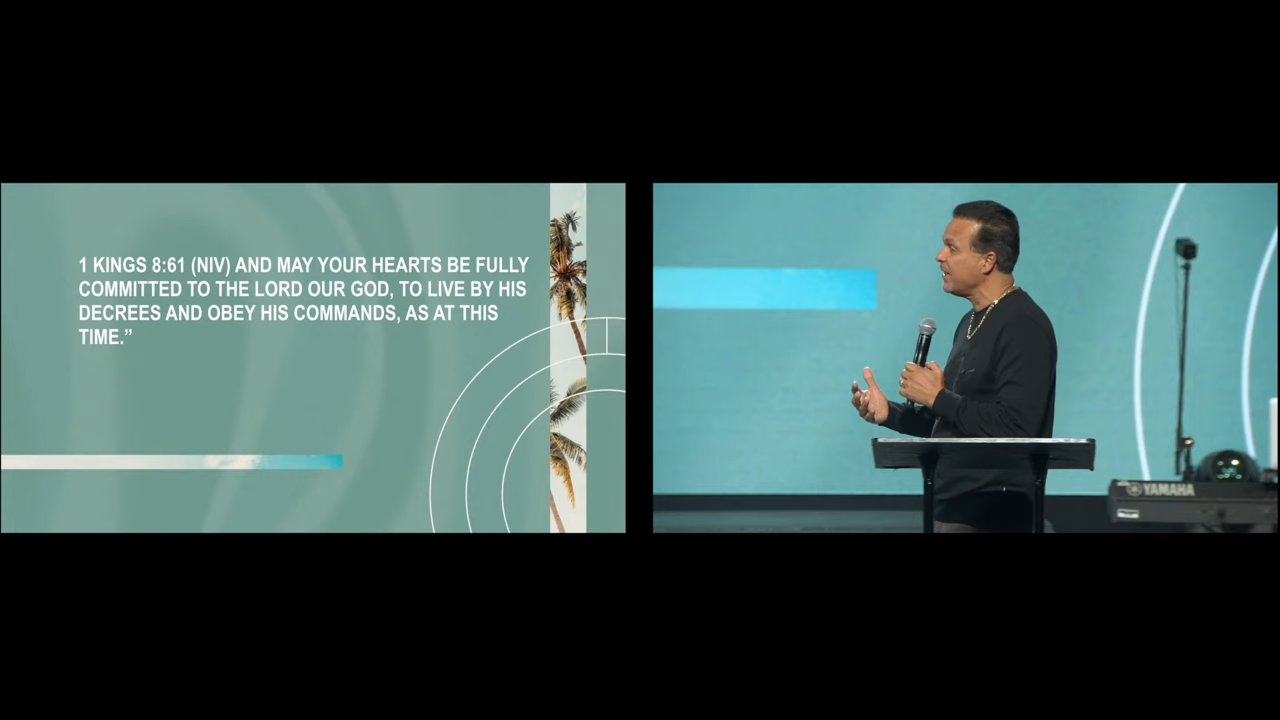 1 KINGS 8:61 (NIV) AND MAY YOUR HEARTS BE FULLY
COMMITTED TO THE LORD OUR GOD, TO LIVE BY HIS
DECREES AND OBEY HIS COMMANDS, AS AT THIS
TIME.”
YAMAHA